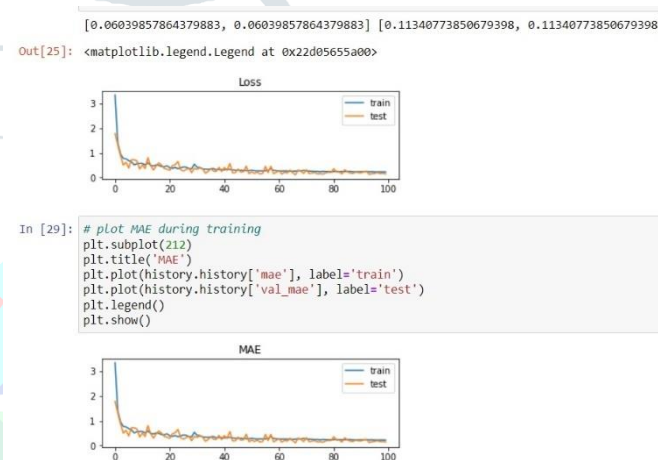 [0.06039857864379883, 0.06039857864379883] [0.11340773850679398, 0.11340773850679398
Out[25]: <matplotlib.legend.Legend at 0x22d05655a00>
Loss
train
test
3
2
1
0
0 20 40 60 80 100
In [29]: # plot MAE during training
plt.subplot(212)
plt.title('MAE')
plt.plot(history.history['mae'], label='train')
plt.plot(history.history['val_mae'], label='test')
plt.legend()
plt.show()
MAE
train
test
3
2
1
0
0 20 40 60 80 100